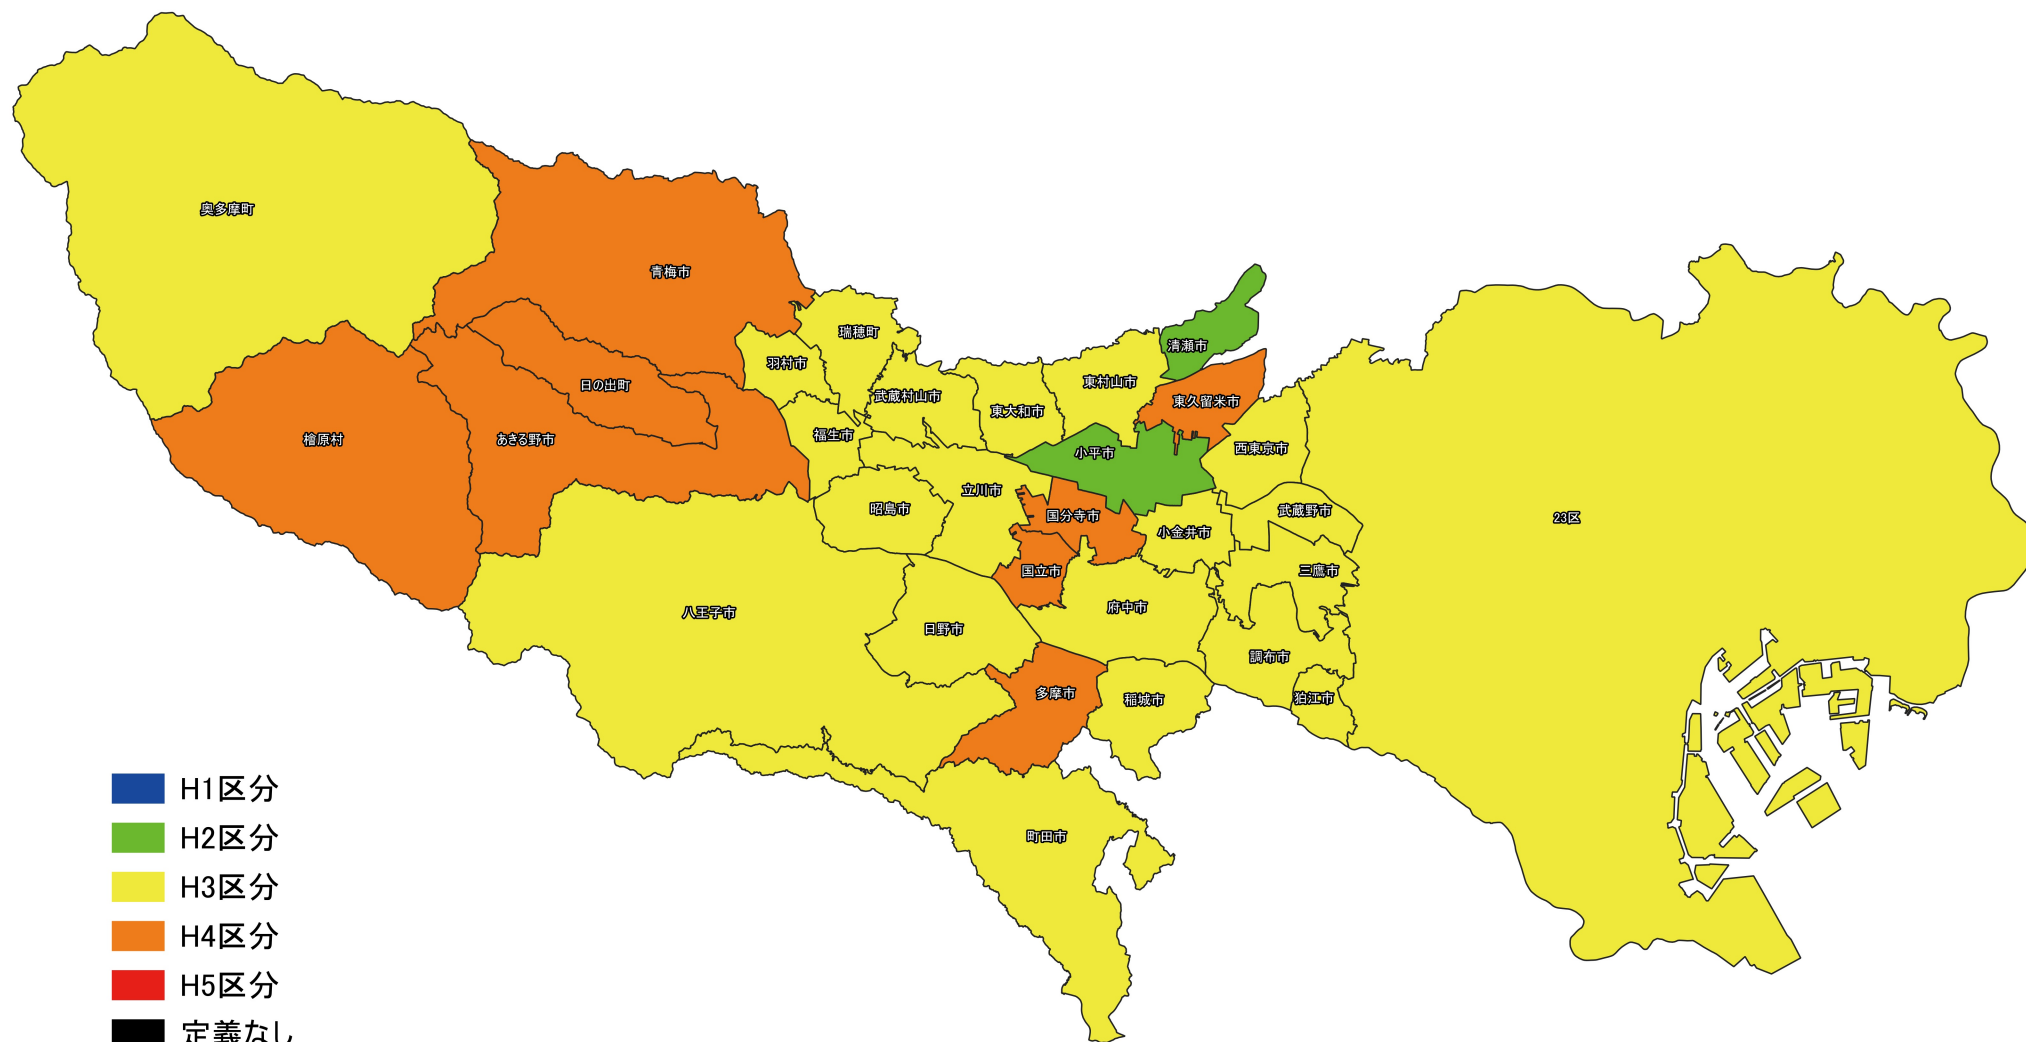 奥多摩町
青梅市
瑞穂町
清瀬市
羽村市
東村山市
日の出町
武蔵村山市
東久留米市
東大和市
福生市
檜原村
あきる野市
西東京市
小平市
立川市
昭島市
武蔵野市
国分寺市
23区
小金井市
国立市
三鷹市
府中市
八王子市
日野市
調布市
多摩市
稲城市
狛江市
町田市
H1区分
H2区分
H3区分
H4区分
H5区分
定義なし